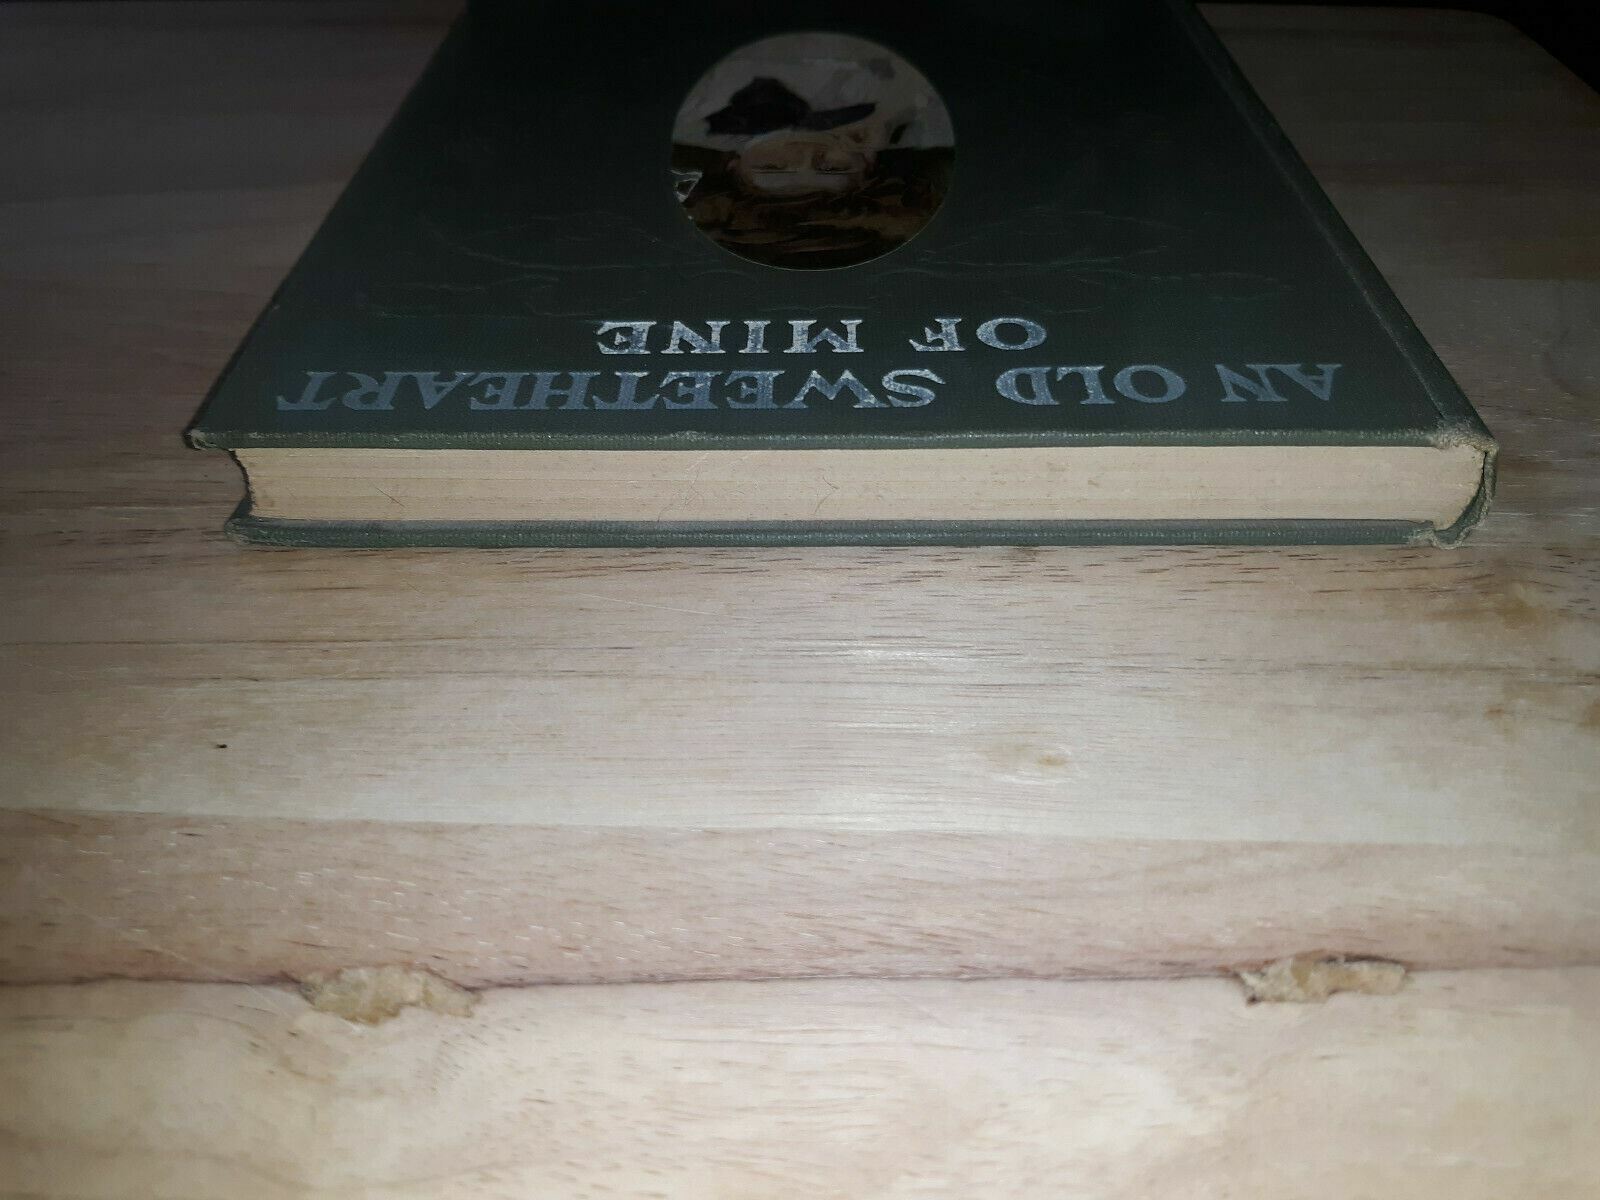 AN OLD SWEETHEART
OF MINE